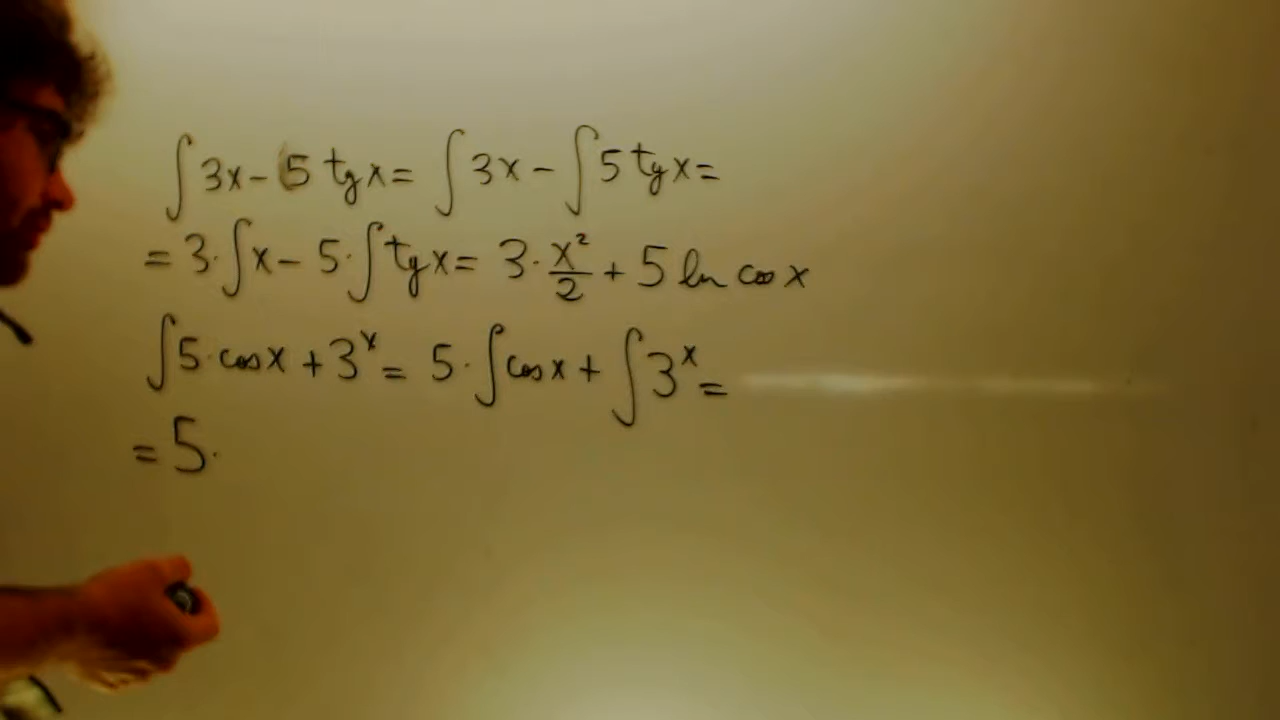 ∫ 3x - 5 tg x = ∫ 3x - ∫ 5 tg x =
= 3 · ∫ x - 5 · ∫ tg x = 3 · x²/2 + 5 ln cos x
∫ 5 · cos x + 3ˣ = 5 · ∫ cos x + ∫ 3ˣ =
= 5 ·